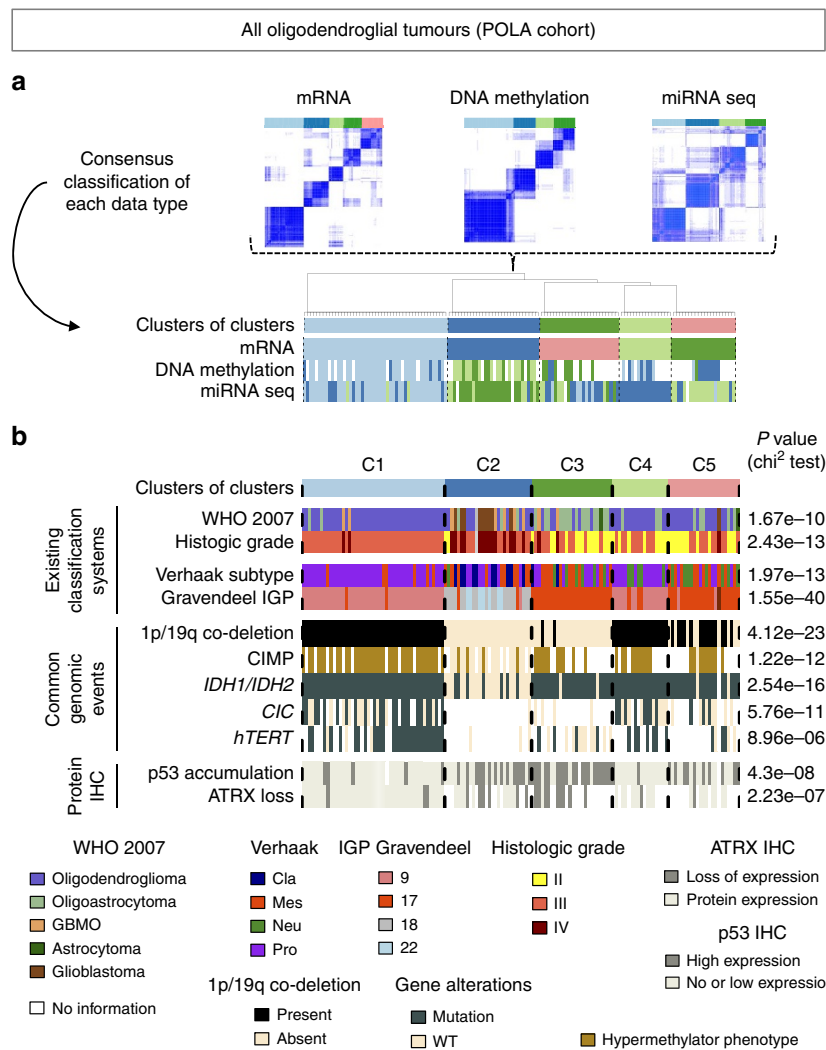 All oligodendroglial tumours (POLA cohort)
a
mRNA
DNA methylation
miRNA seq
Consensus
classification of
each data type
Clusters of clusters
mRNA
DNA methylation
miRNA seq
b
P value
(chi² test)
C1 C2 C3 C4 C5
Clusters of clusters
Existing
classification
systems
WHO 2007 1.67e–10
Histogic grade 2.43e–13
Verhaak subtype 1.97e–13
Gravendeel IGP 1.55e–40
Common
genomic
events
1p/19q co-deletion 4.12e–23
CIMP 1.22e–12
IDH1/IDH2 2.54e–16
CIC 5.76e–11
hTERT 8.96e–06
Protein
IHC
p53 accumulation 4.3e–08
ATRX loss 2.23e–07
WHO 2007
Oligodendroglioma
Oligoastrocytoma
GBMO
Astrocytoma
Glioblastoma
No information
Verhaak
Cla
Mes
Neu
Pro
IGP Gravendeel
9
17
18
22
Histologic grade
II
III
IV
ATRX IHC
Loss of expression
Protein expression
p53 IHC
High expression
No or low expressio
1p/19q co-deletion
Present
Absent
Gene alterations
Mutation
WT
Hypermethylator phenotype